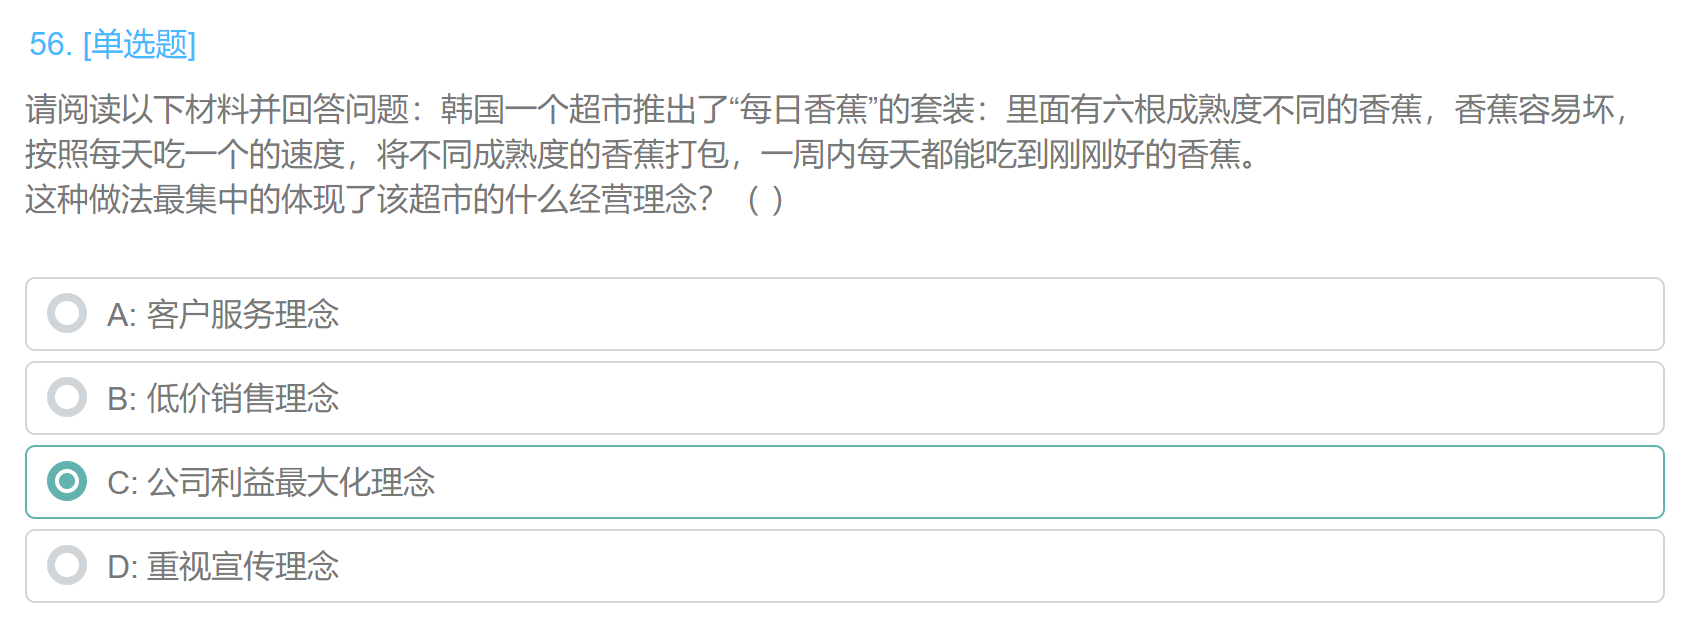 56. [单选题]
请阅读以下材料并回答问题：韩国一个超市推出了“每日香蕉”的套装：里面有六根成熟度不同的香蕉，香蕉容易坏，
按照每天吃一个的速度，将不同成熟度的香蕉打包，一周内每天都能吃到刚刚好的香蕉。
这种做法最集中的体现了该超市的什么经营理念？（ ）
A: 客户服务理念
B: 低价销售理念
C: 公司利益最大化理念
D: 重视宣传理念